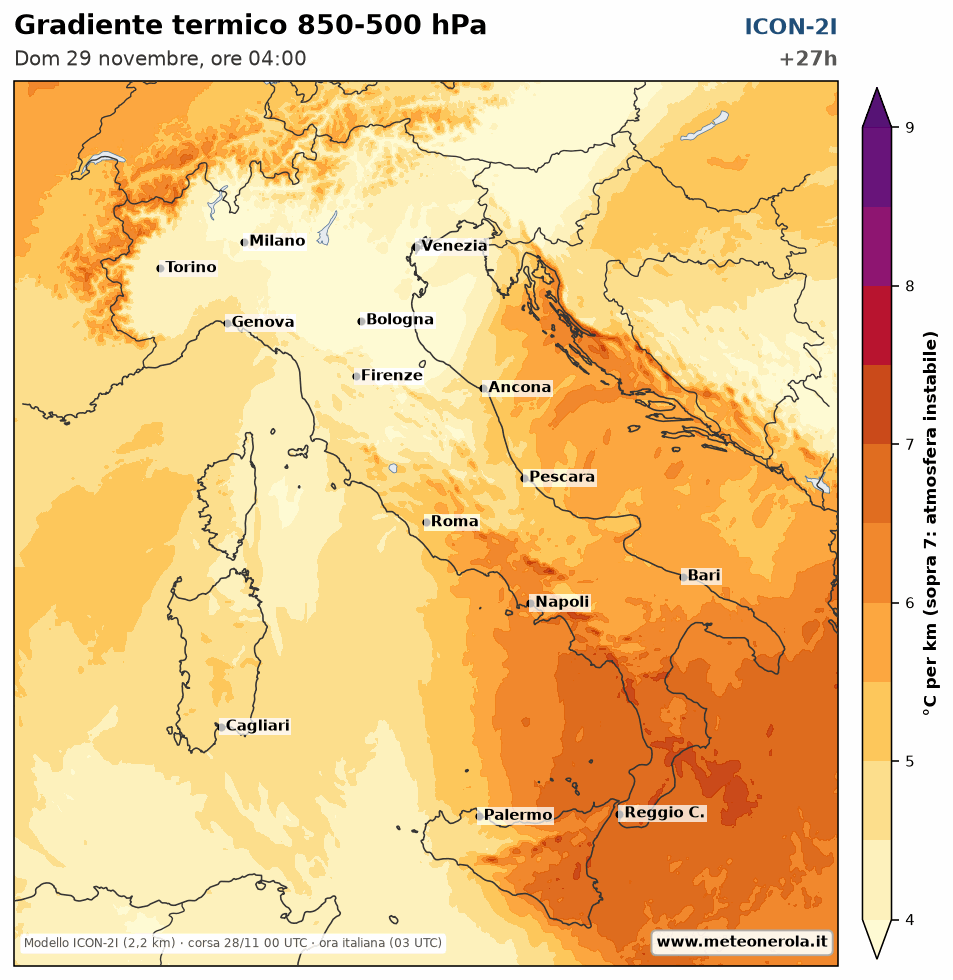 Gradiente termico 850-500 hPa
ICON-2I
Dom 29 novembre, ore 04:00
+27h
Milano
Venezia
Torino
Genova
Bologna
Firenze
Ancona
Pescara
Roma
Bari
Napoli
Cagliari
Palermo
Reggio C.
9
8
7
6
5
4
°C per km (sopra 7: atmosfera instabile)
Modello ICON-2I (2,2 km) · corsa 28/11 00 UTC · ora italiana (03 UTC)
www.meteonerola.it